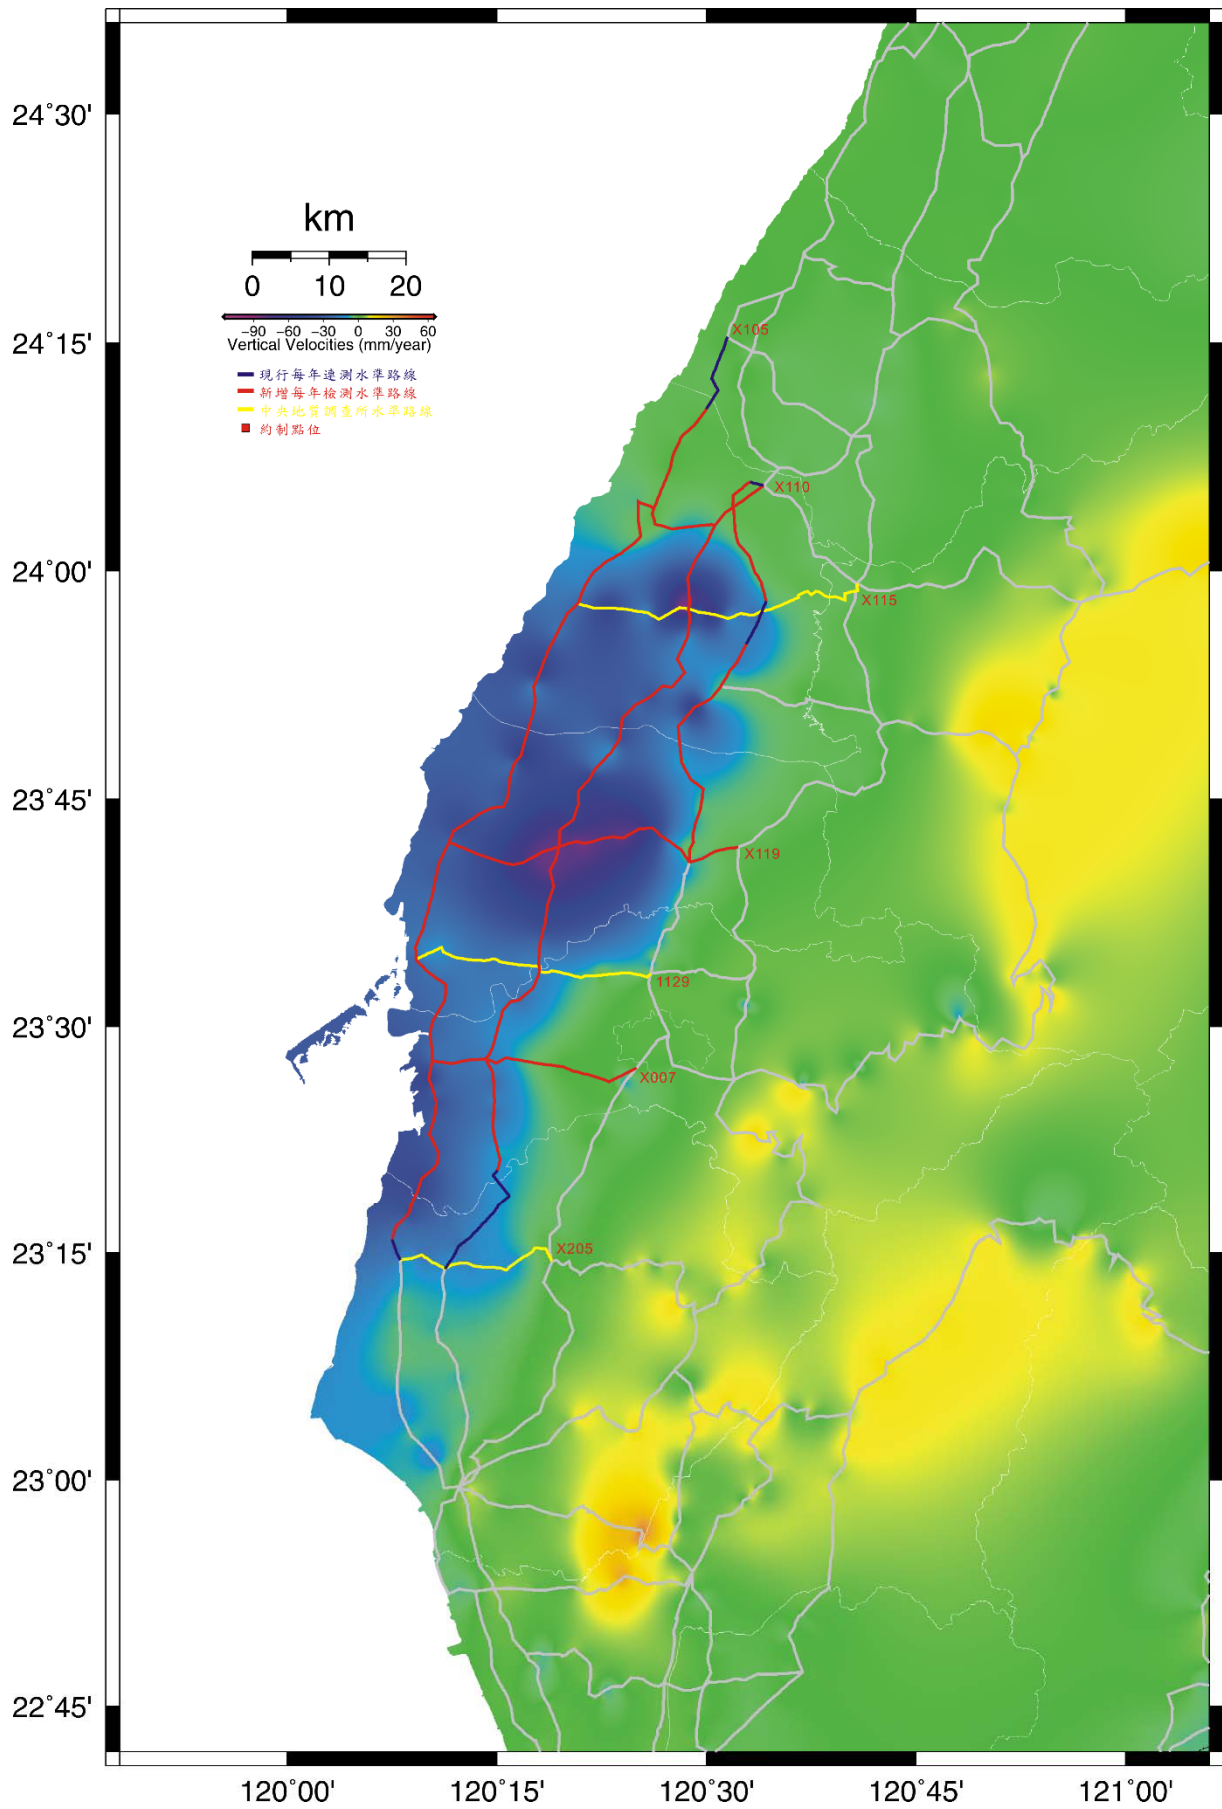 24°30'
km
0 10 20
-90 -60 -30 0 30 60
Vertical Velocities (mm/year)
24°15'
X105
現行每年連測水準路線
新增每年檢測水準路線
中央地質調查所水準路線
約制點位
X110
24°00'
X115
23°45'
X119
1129
23°30'
X007
23°15'
X205
23°00'
22°45'
120°00' 120°15' 120°30' 120°45' 121°00'